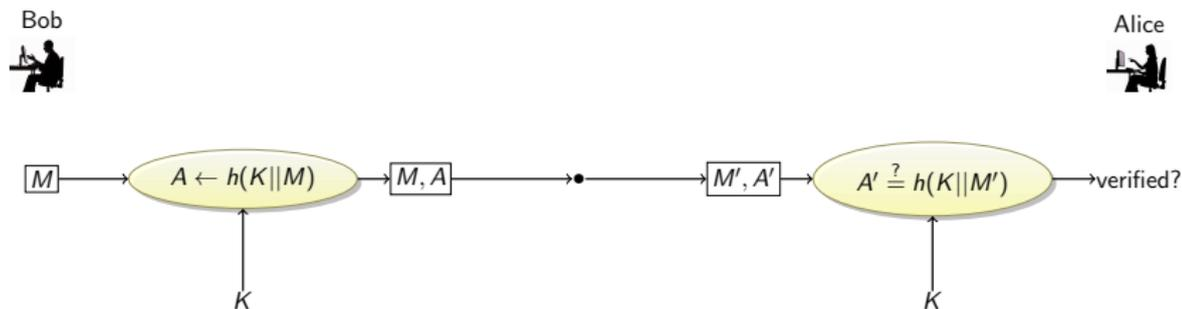 Bob
Alice
M
A ← h(K||M)
M, A
M′, A′
A′ ≟ h(K||M′)
verified?
K
K